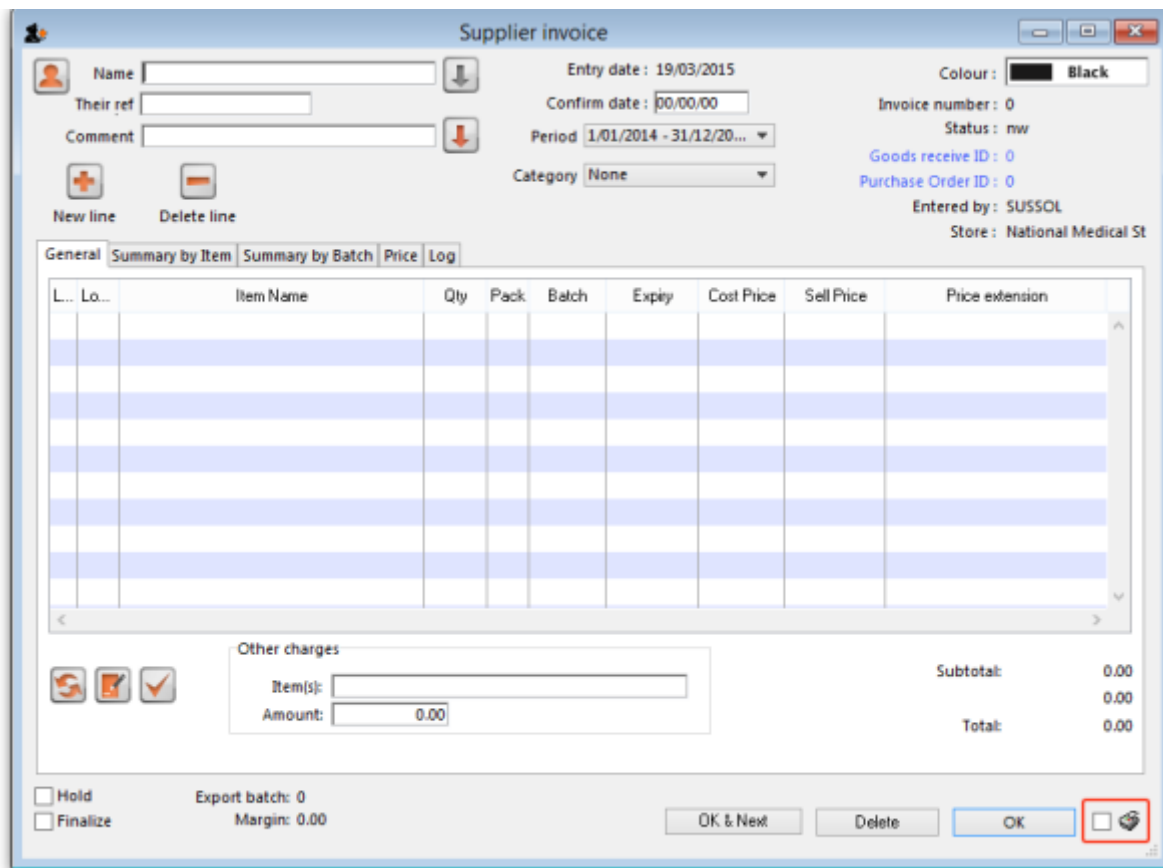 Supplier invoice
Name
Entry date : 19/03/2015
Colour : Black
Their ref
Confirm date : 00/00/00
Invoice number : 0
Comment
Period 1/01/2014 - 31/12/20...
Status : nw
Goods receive ID : 0
Category None
Purchase Order ID : 0
New line Delete line
Entered by : SUSSOL
Store : National Medical St
General Summary by Item Summary by Batch Price Log
L... Lo... Item Name Qty Pack Batch Expiry Cost Price Sell Price Price extension
Other charges
Item(s):
Amount: 0.00
Subtotal: 0.00
0.00
Total: 0.00
Hold
Export batch: 0
Finalize
Margin: 0.00
OK & Next Delete OK